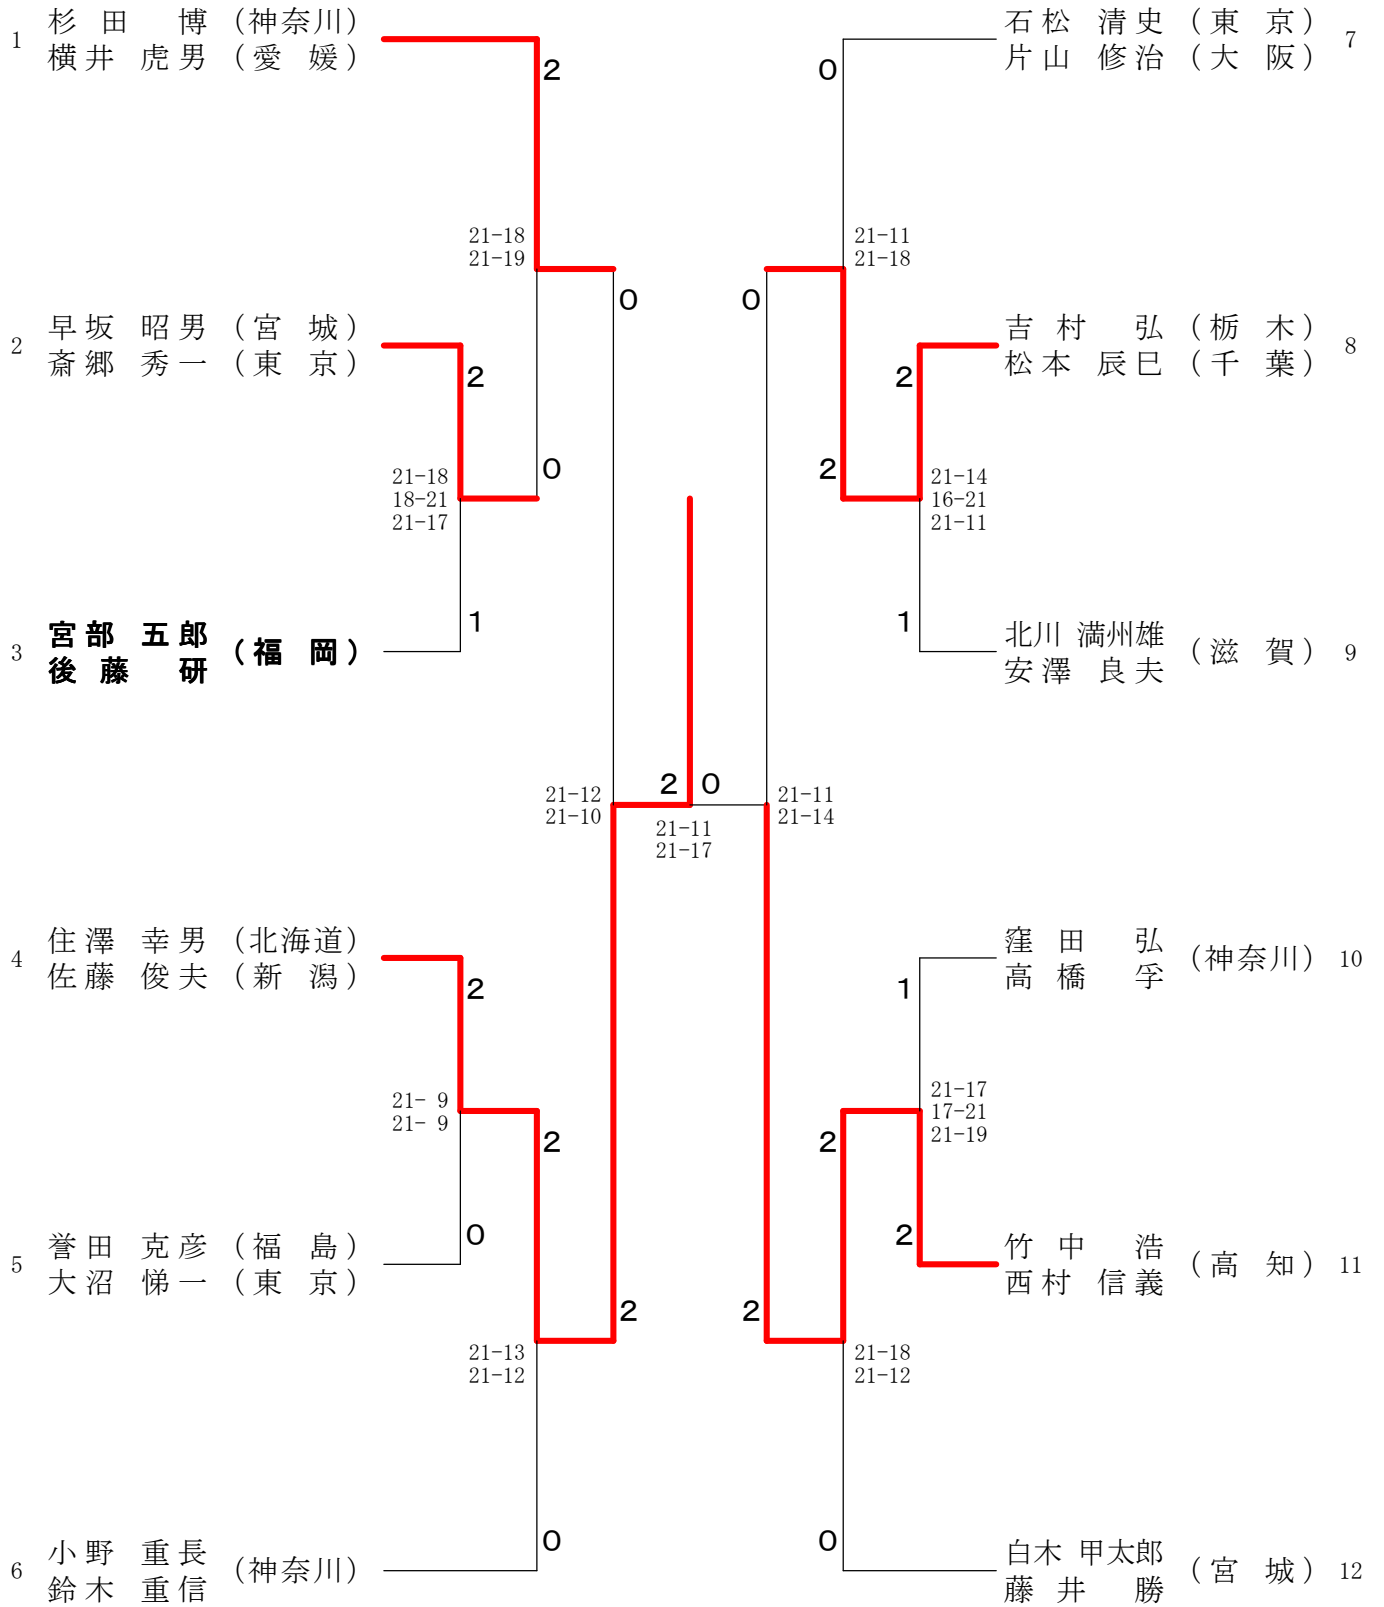 1 杉田 博 (神奈川)
横井 虎男 (愛媛)
2
21-18
21-19
0
2 早坂 昭男 (宮城)
斎郷 秀一 (東京)
2
21-18
18-21
21-17
0
3 宮部 五郎 (福岡)
後藤 研
1
21-12
21-10
4 住澤 幸男 (北海道)
佐藤 俊夫 (新潟)
2
21- 9
21- 9
2
5 誉田 克彦 (福島)
大沼 悌一 (東京)
0
2
21-13
21-12
6 小野 重長 (神奈川)
鈴木 重信
0
2 0
21-11
21-17
石松 清史 (東京) 7
片山 修治 (大阪)
0
21-11
21-18
0
吉村 弘 (栃木) 8
松本 辰巳 (千葉)
2
2
21-14
16-21
21-11
北川 満州雄 (滋賀) 9
安澤 良夫
1
21-11
21-14
窪田 弘 (神奈川) 10
高橋 孚
1
21-17
17-21
21-19
2
竹中 浩 (高知) 11
西村 信義
2
2
21-18
21-12
白木 甲太郎 (宮城) 12
藤井 勝
0